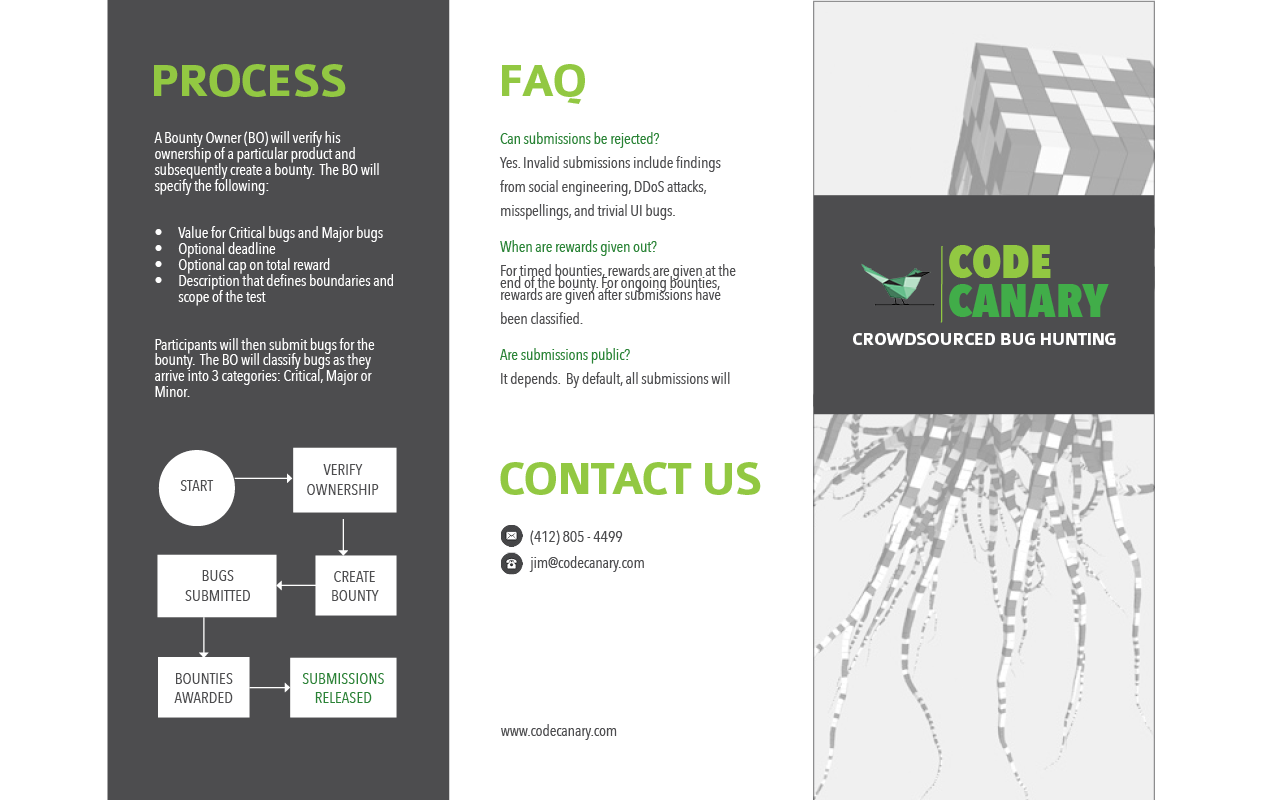 PROCESS
A Bounty Owner (BO) will verify his
ownership of a particular product and
subsequently create a bounty. The BO will
specify the following:
• Value for Critical bugs and Major bugs
• Optional deadline
• Optional cap on total reward
• Description that defines boundaries and
scope of the test
Participants will then submit bugs for the
bounty. The BO will classify bugs as they
arrive into 3 categories: Critical, Major or
Minor.
START
VERIFY
OWNERSHIP
BUGS
SUBMITTED
CREATE
BOUNTY
BOUNTIES
AWARDED
SUBMISSIONS
RELEASED
FAQ
Can submissions be rejected?
Yes. Invalid submissions include findings
from social engineering, DDoS attacks,
misspellings, and trivial UI bugs.
When are rewards given out?
For timed bounties, rewards are given at the
end of the bounty. For ongoing bounties,
rewards are given after submissions have
been classified.
Are submissions public?
It depends. By default, all submissions will
CONTACT US
(412) 805 - 4499
jim@codecanary.com
www.codecanary.com
CODE
CANARY
CROWDSOURCED BUG HUNTING